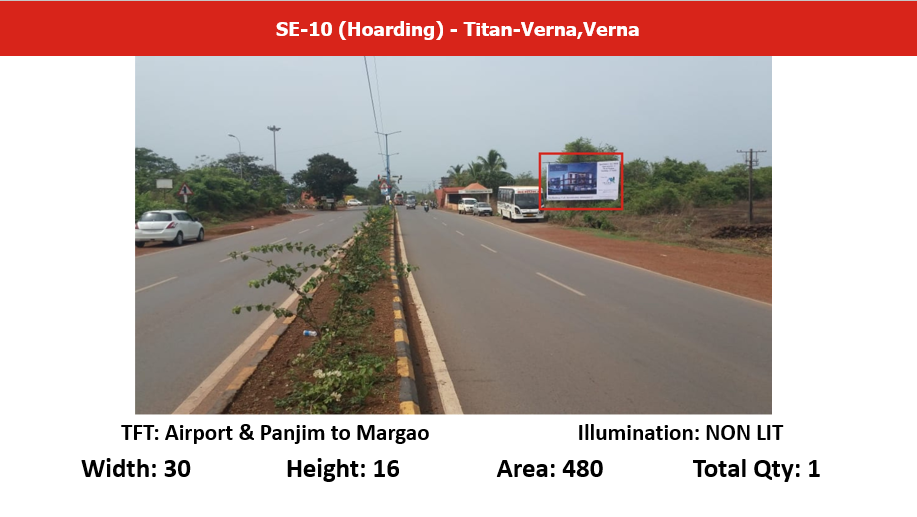 SE-10 (Hoarding) - Titan-Verna,Verna
TFT: Airport & Panjim to Margao
Illumination: NON LIT
Width: 30
Height: 16
Area: 480
Total Qty: 1